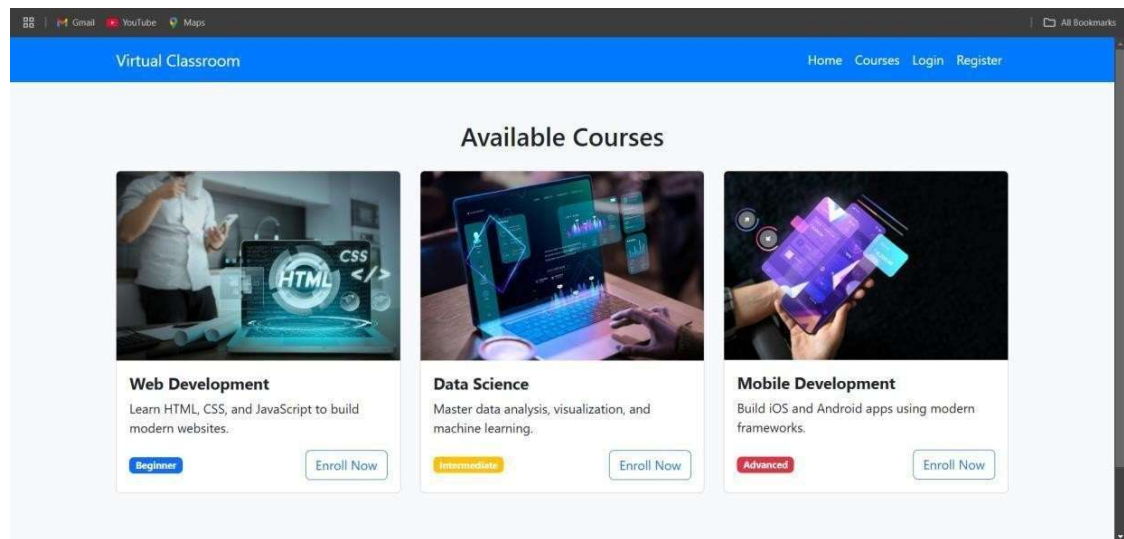 Gmail YouTube Maps All Bookmarks
Virtual Classroom Home Courses Login Register
Available Courses
HTML
CSS
</>
Web Development
Learn HTML, CSS, and JavaScript to build
modern websites.
Beginner Enroll Now
Data Science
Master data analysis, visualization, and
machine learning.
Intermediate Enroll Now
Mobile Development
Build iOS and Android apps using modern
frameworks.
Advanced Enroll Now